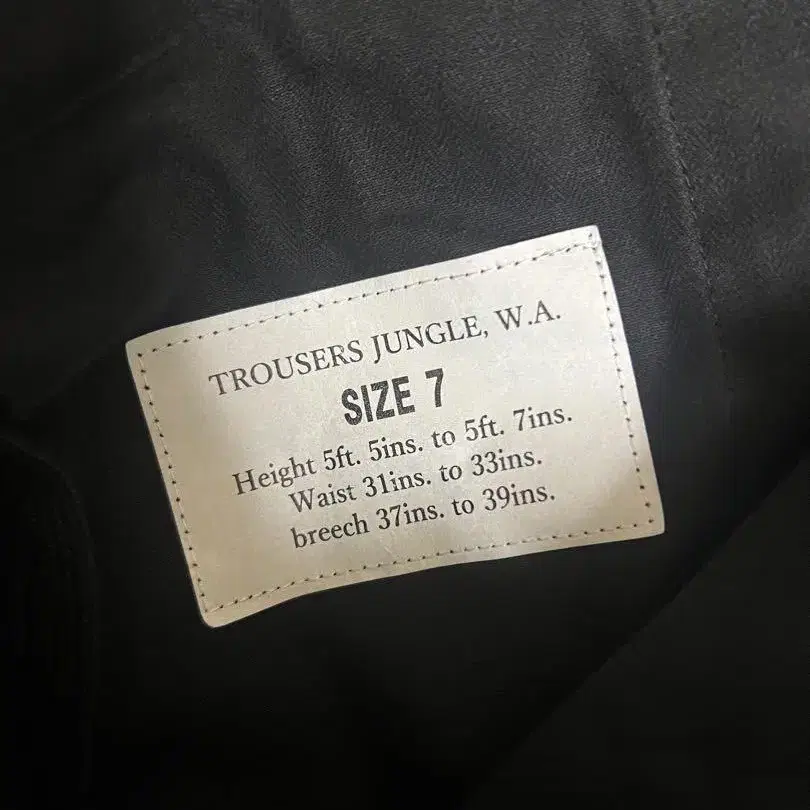 TROUSERS JUNGLE, W.A.
SIZE 7
Height 5ft. 5ins. to 5ft. 7ins.
Waist 31ins. to 33ins.
breech 37ins. to 39ins.